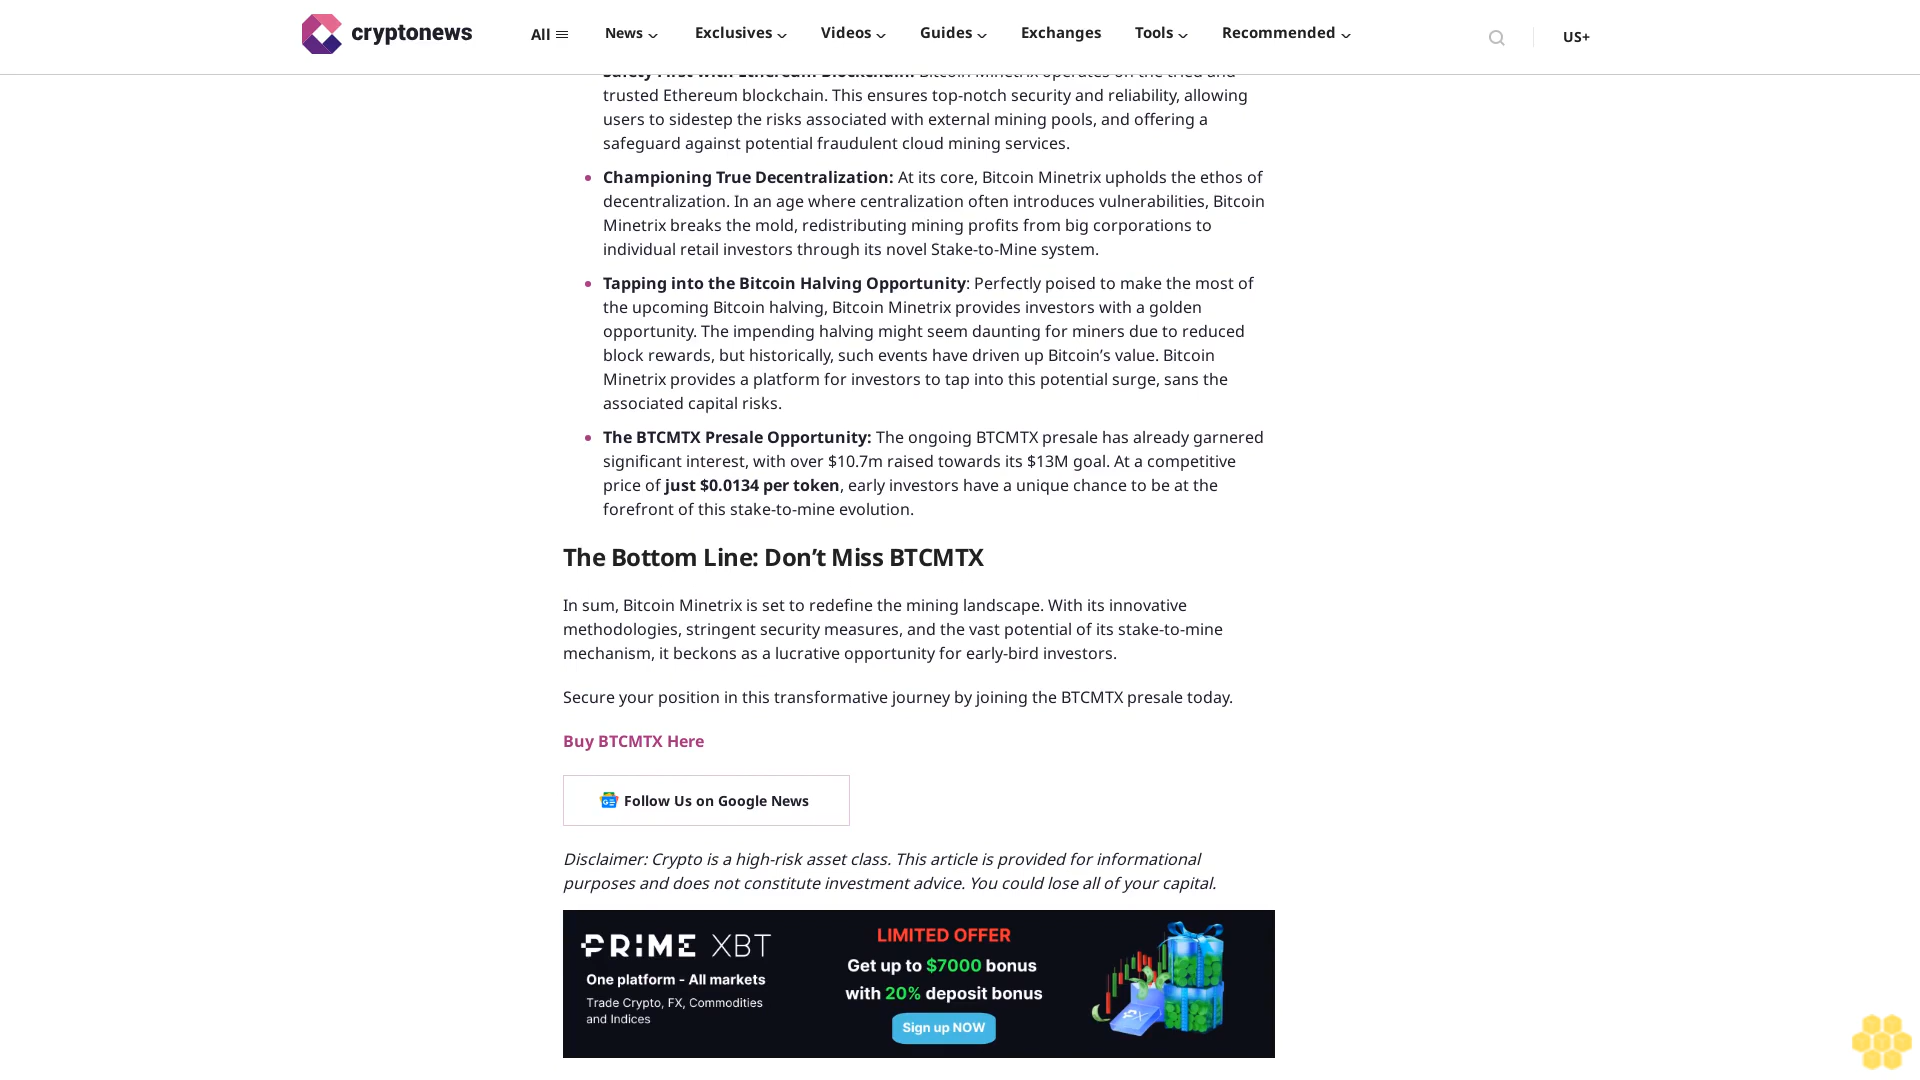 cryptonews
All
News
Exclusives
Videos
Guides
Exchanges
Tools
Recommended
US+
Safety First with Ethereum Blockchain: Bitcoin Minetrix operates on the tried and
trusted Ethereum blockchain. This ensures top-notch security and reliability, allowing
users to sidestep the risks associated with external mining pools, and offering a
safeguard against potential fraudulent cloud mining services.
Championing True Decentralization: At its core, Bitcoin Minetrix upholds the ethos of
decentralization. In an age where centralization often introduces vulnerabilities, Bitcoin
Minetrix breaks the mold, redistributing mining profits from big corporations to
individual retail investors through its novel Stake-to-Mine system.
Tapping into the Bitcoin Halving Opportunity: Perfectly poised to make the most of
the upcoming Bitcoin halving, Bitcoin Minetrix provides investors with a golden
opportunity. The impending halving might seem daunting for miners due to reduced
block rewards, but historically, such events have driven up Bitcoin’s value. Bitcoin
Minetrix provides a platform for investors to tap into this potential surge, sans the
associated capital risks.
The BTCMTX Presale Opportunity: The ongoing BTCMTX presale has already garnered
significant interest, with over $10.7m raised towards its $13M goal. At a competitive
price of just $0.0134 per token, early investors have a unique chance to be at the
forefront of this stake-to-mine evolution.
The Bottom Line: Don’t Miss BTCMTX
In sum, Bitcoin Minetrix is set to redefine the mining landscape. With its innovative
methodologies, stringent security measures, and the vast potential of its stake-to-mine
mechanism, it beckons as a lucrative opportunity for early-bird investors.
Secure your position in this transformative journey by joining the BTCMTX presale today.
Buy BTCMTX Here
Follow Us on Google News
Disclaimer: Crypto is a high-risk asset class. This article is provided for informational
purposes and does not constitute investment advice. You could lose all of your capital.
PRIME XBT
One platform - All markets
Trade Crypto, FX, Commodities
and Indices
LIMITED OFFER
Get up to $7000 bonus
with 20% deposit bonus
Sign up NOW